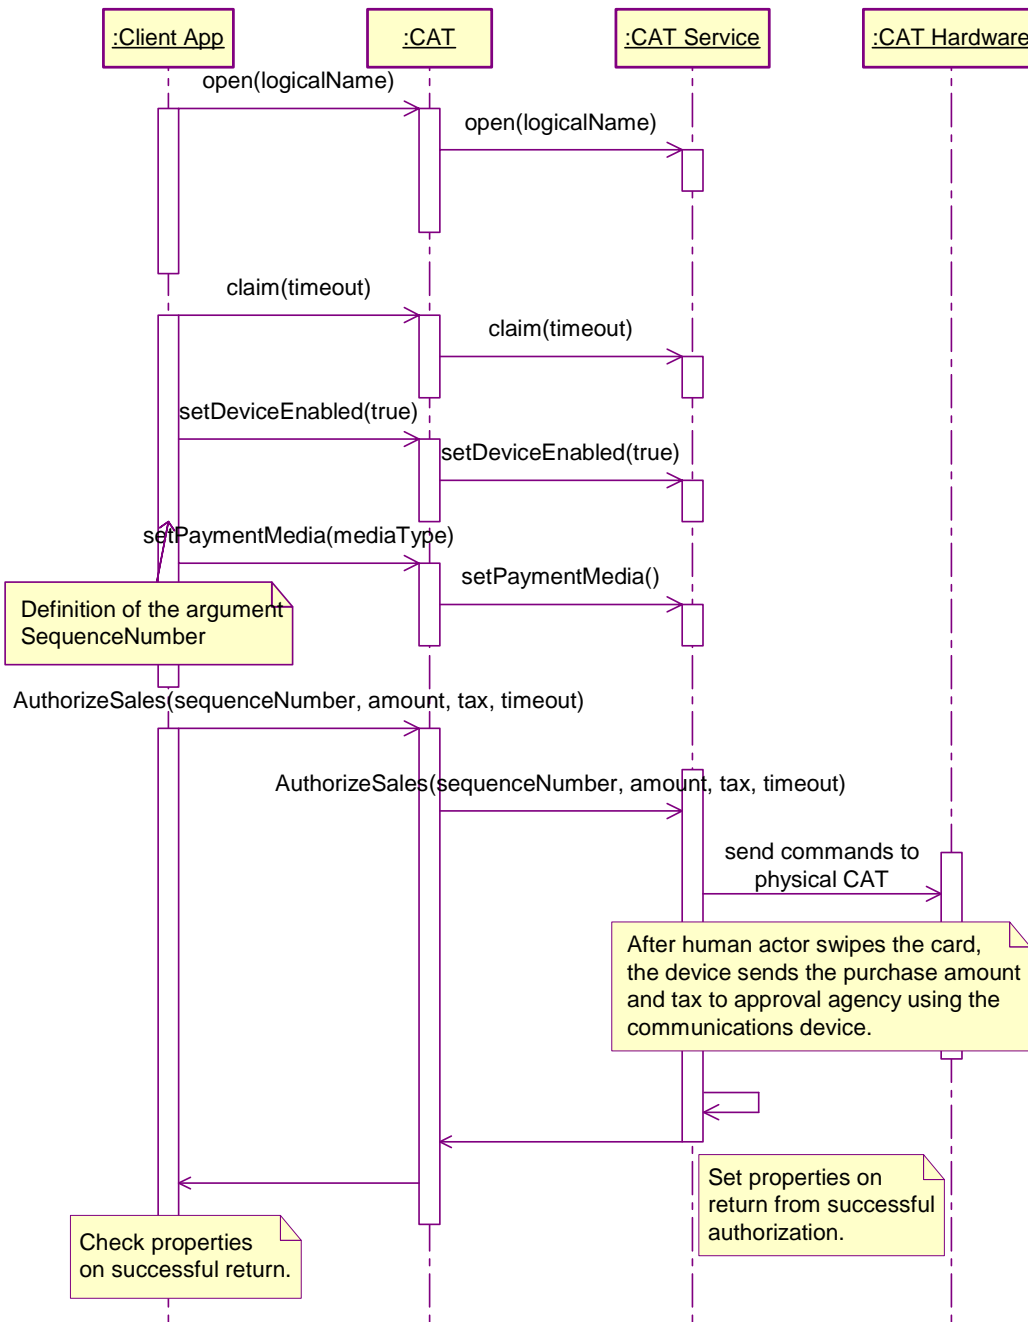 :Client App
:CAT
:CAT Service
:CAT Hardware
open(logicalName)
open(logicalName)
claim(timeout)
claim(timeout)
setDeviceEnabled(true)
setDeviceEnabled(true)
setPaymentMedia(mediaType)
setPaymentMedia()
Definition of the argument
SequenceNumber
AuthorizeSales(sequenceNumber, amount, tax, timeout)
AuthorizeSales(sequenceNumber, amount, tax, timeout)
send commands to
physical CAT
After human actor swipes the card,
the device sends the purchase amount
and tax to approval agency using the
communications device.
Set properties on
return from successful
authorization.
Check properties
on successful return.